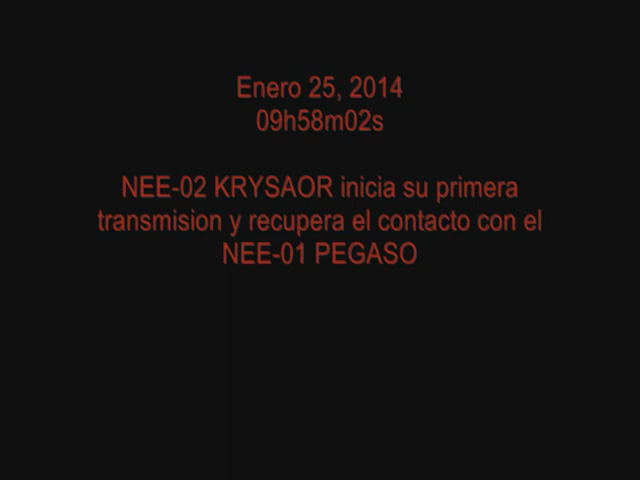 Enero 25, 2014
09h58m02s
NEE-02 KRYSAOR inicia su primera
transmision y recupera el contacto con el
NEE-01 PEGASO